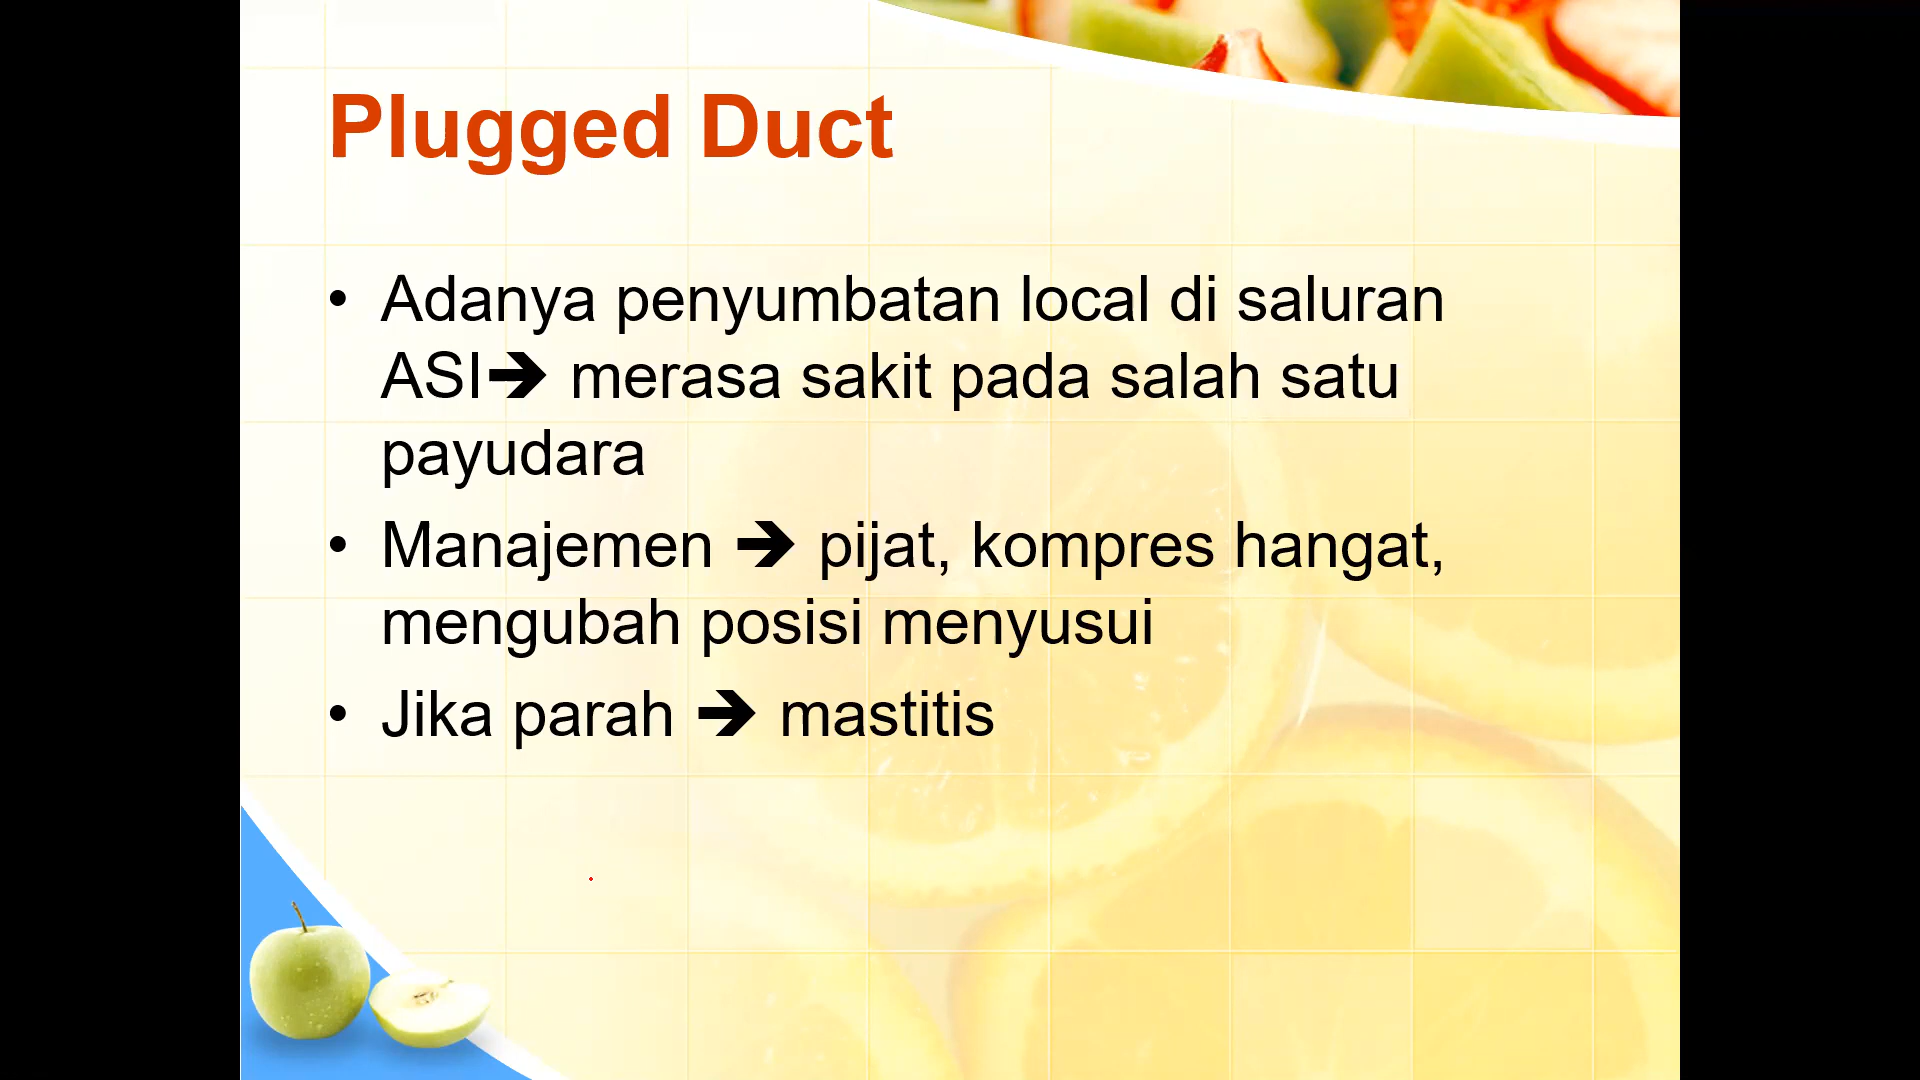 Plugged Duct
• Adanya penyumbatan local di saluran
ASI➔ merasa sakit pada salah satu
payudara
• Manajemen ➔ pijat, kompres hangat,
mengubah posisi menyusui
• Jika parah ➔ mastitis